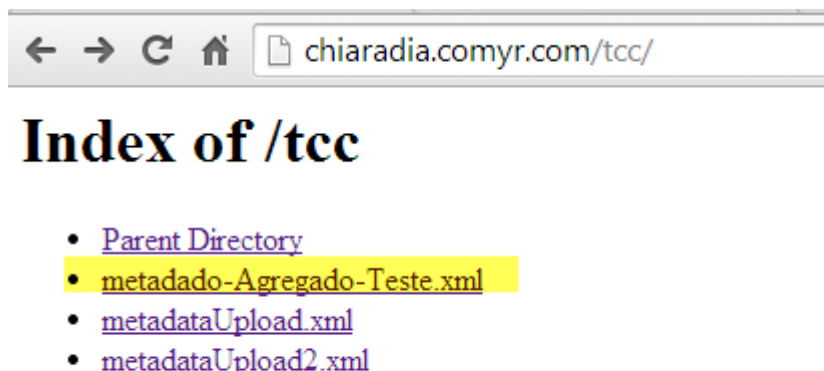 chiaradia.comyr.com/tcc/
Index of /tcc
Parent Directory
metadado-Agregado-Teste.xml
metadataUpload.xml
metadataUpload2.xml